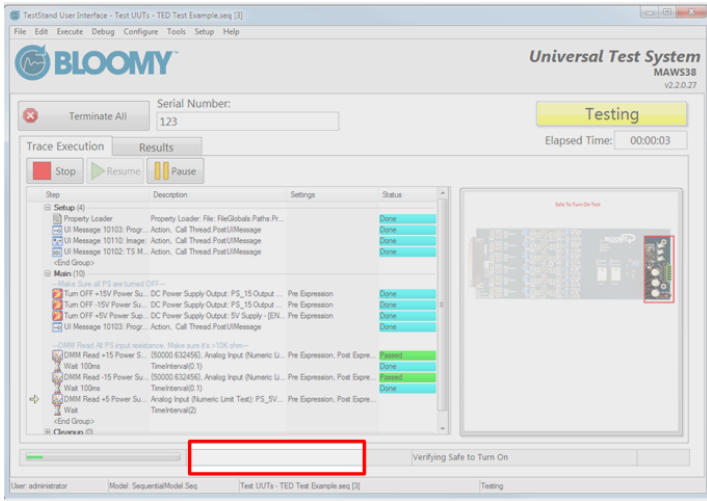 TestStand User Interface - Test UUTs - TED Test Example.seq [3]
File Edit Execute Debug Configure Tools Setup Help
BLOOMY
Universal Test System
MAWS38
v2.2.0.27
Terminate All
Serial Number:
123
Testing
Elapsed Time: 00:00:03
Trace Execution Results
Stop Resume Pause
Step Description Settings Status
Setup (4)
Property Loader Property Loader: File: FileGlobals.Paths.Pr... Done
UI Message 10103: Progr... Action, Call Thread.PostUIMessage Done
UI Message 10110: Image: Action, Call Thread.PostUIMessage Done
UI Message 10102: TS M... Action, Call Thread.PostUIMessage Done
<End Group>
Main (10)
--Make Sure all PS are turned OFF--
Turn OFF +15V Power Su... DC Power Supply Output: PS_15 Output ... Pre Expression Done
Turn OFF -15V Power Su... DC Power Supply Output: PS_15 Output ... Pre Expression Done
Turn OFF +5V Power Sup... DC Power Supply Output: 5V Supply - [EN... Pre Expression Done
UI Message 10103: Progr... Action, Call Thread.PostUIMessage Done
--DMM Read All PS input resistance, Make sure it's >10K ohm--
DMM Read +15 Power S... {50000.632456}, Analog Input (Numeric Li... Pre Expression, Post Expre... Passed
Wait 100ms TimeInterval(0.1) Done
DMM Read -15 Power Su... {50000.632456}, Analog Input (Numeric Li... Pre Expression, Post Expre... Passed
Wait 100ms TimeInterval(0.1) Done
DMM Read +5 Power Su... Analog Input (Numeric Limit Test): PS_5V... Pre Expression, Post Expre...
Wait TimeInterval(2)
<End Group>
Cleanup
Safe To Turn On Test
Verifying Safe to Turn On
User: administrator Model: SequentialModel.Seq Test UUTs - TED Test Example.seq [3] Testing